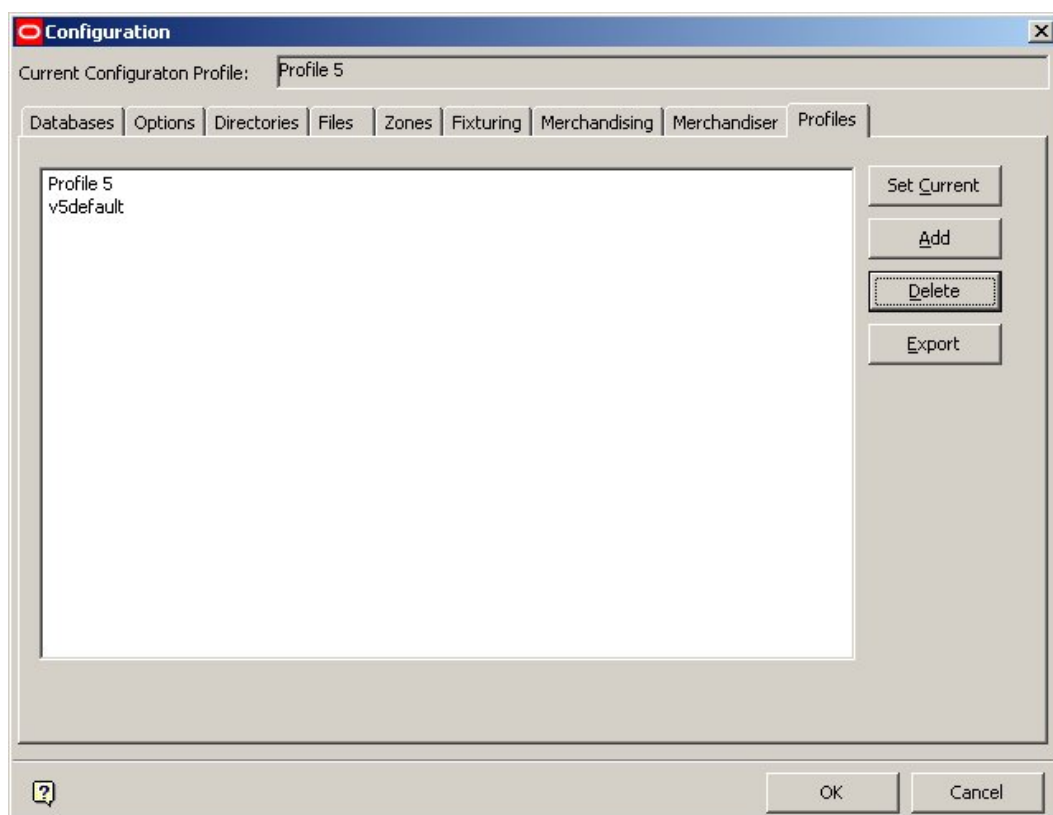 Configuration
Current Configuraton Profile: Profile 5
Databases Options Directories Files Zones Fixturing Merchandising Merchandiser Profiles
Profile 5
v5default
Set Current
Add
Delete
Export
OK Cancel